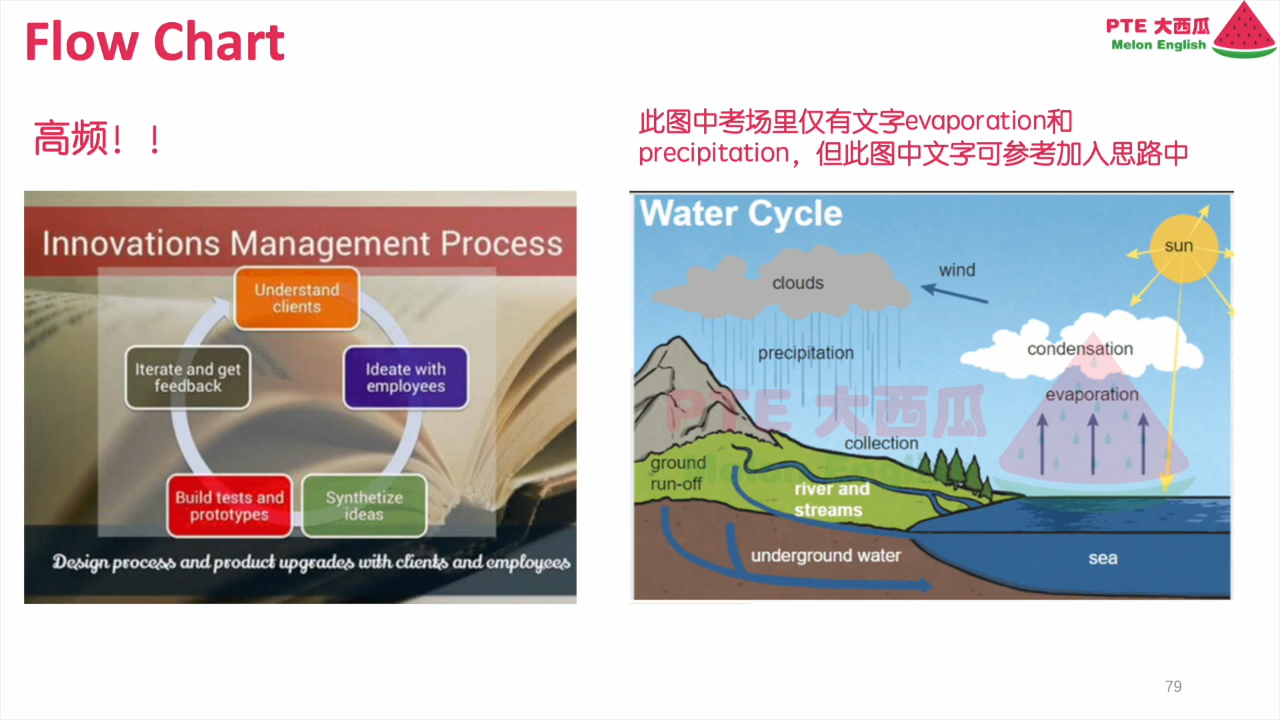 Flow Chart
PTE 大西瓜
Melon English
高频！！
此图中考场里仅有文字evaporation和
precipitation，但此图中文字可参考加入思路中
Innovations Management Process
Understand
clients
Iterate and get
feedback
Ideate with
employees
Build tests and
prototypes
Synthetize
ideas
Design process and product upgrades with clients and employees
Water Cycle
sun
wind
clouds
condensation
precipitation
evaporation
PTE 大西瓜
Melon English
collection
ground
run-off
river and
streams
underground water
sea
79